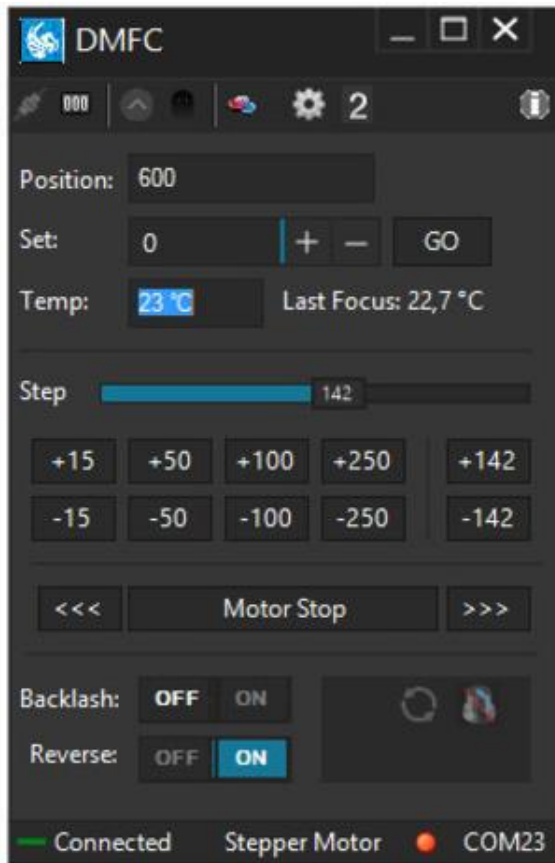 DMFC
000 2
Position: 600
Set: 0 + − GO
Temp: 23 °C Last Focus: 22,7 °C
Step 142
+15 +50 +100 +250 +142
-15 -50 -100 -250 -142
<<< Motor Stop >>>
Backlash: OFF ON
Reverse: OFF ON
Connected Stepper Motor COM23